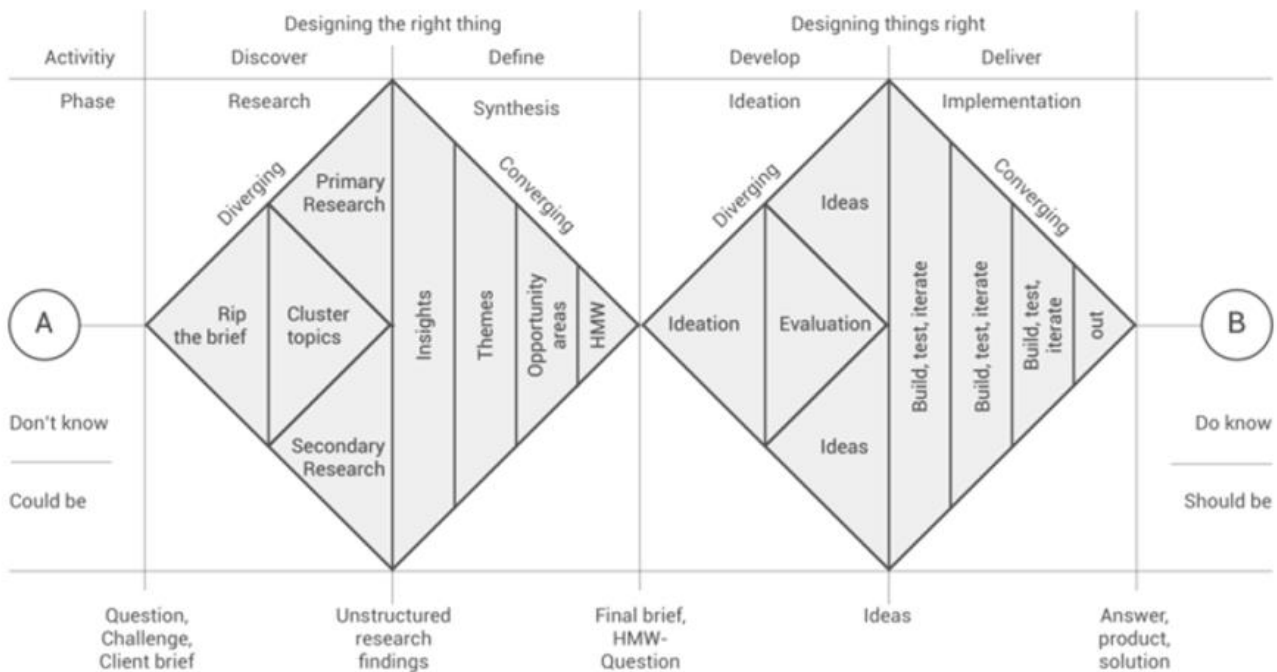 Designing the right thing
Designing things right
Activitiy
Discover
Define
Develop
Deliver
Phase
Research
Synthesis
Ideation
Implementation
Diverging
Converging
Diverging
Converging
Primary
Research
Ideas
A
Rip
the brief
Cluster
topics
Insights
Themes
Opportunity
areas
HMW
Ideation
Evaluation
Build, test, iterate
Build, test, iterate
Build, test,
iterate
out
B
Don't know
Could be
Secondary
Research
Ideas
Do know
Should be
Question,
Challenge,
Client brief
Unstructured
research
findings
Final brief,
HMW-
Question
Ideas
Answer,
product,
solution